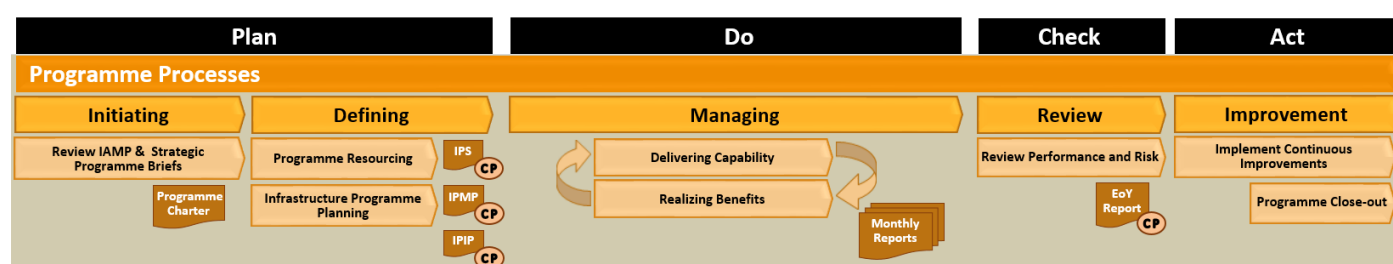 Plan
Do
Check
Act
Programme Processes
Initiating
Defining
Managing
Review
Improvement
Review IAMP & Strategic
Programme Briefs
Programme
Charter
Programme Resourcing
IPS
CP
Infrastructure Programme
Planning
IPMP
CP
IPIP
CP
Delivering Capability
Realizing Benefits
Monthly
Reports
Review Performance and Risk
EoY
Report
CP
Implement Continuous
Improvements
Programme Close-out